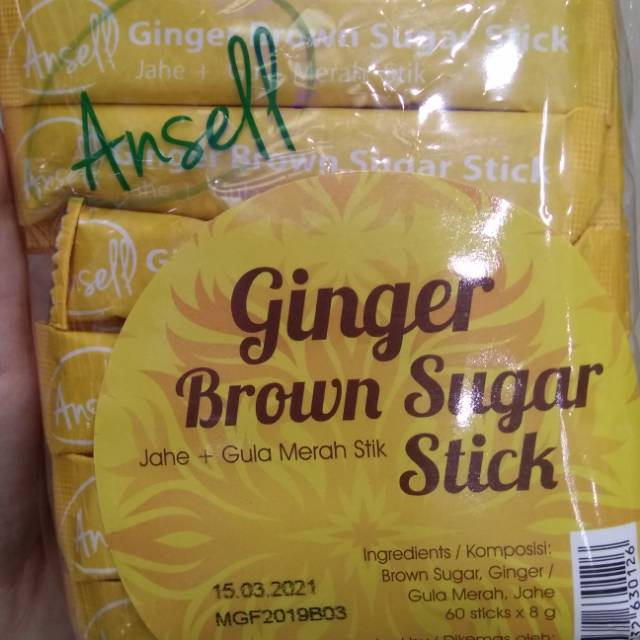 Ansell Ginger Brown Sugar Stick
Jahe + Merah Stik
Ansell
Ginger Brown Sugar Stick
Ansell
Ginger
Brown Sugar
Jahe + Gula Merah Stik
Stick
Ingredients / Komposisi:
Brown Sugar, Ginger /
Gula Merah, Jahe
60 sticks x 8 g
15.03.2021
MGF2019B03